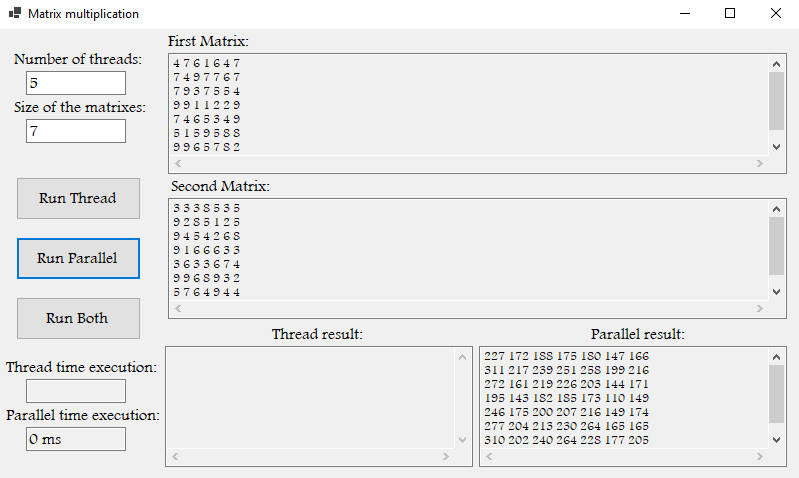 Matrix multiplication
Number of threads:
5
Size of the matrixes:
7
Run Thread
Run Parallel
Run Both
Thread time execution:
Parallel time execution:
0 ms
First Matrix:
4 7 6 1 6 4 7
7 4 9 7 7 6 7
7 9 3 7 5 5 4
9 9 1 1 2 2 9
7 4 6 5 3 4 9
5 1 5 9 5 8 8
9 9 6 5 7 8 2
Second Matrix:
3 3 3 8 5 3 5
9 2 8 5 1 2 5
9 4 5 4 2 6 8
9 1 6 6 6 3 3
3 6 3 3 6 7 4
9 9 6 8 9 3 2
5 7 6 4 9 4 4
Thread result:
Parallel result:
227 172 188 175 180 147 166
311 217 239 251 258 199 216
272 161 219 226 203 144 171
195 143 182 185 173 110 149
246 175 200 207 216 149 174
277 204 213 230 264 165 165
310 202 240 264 228 177 205